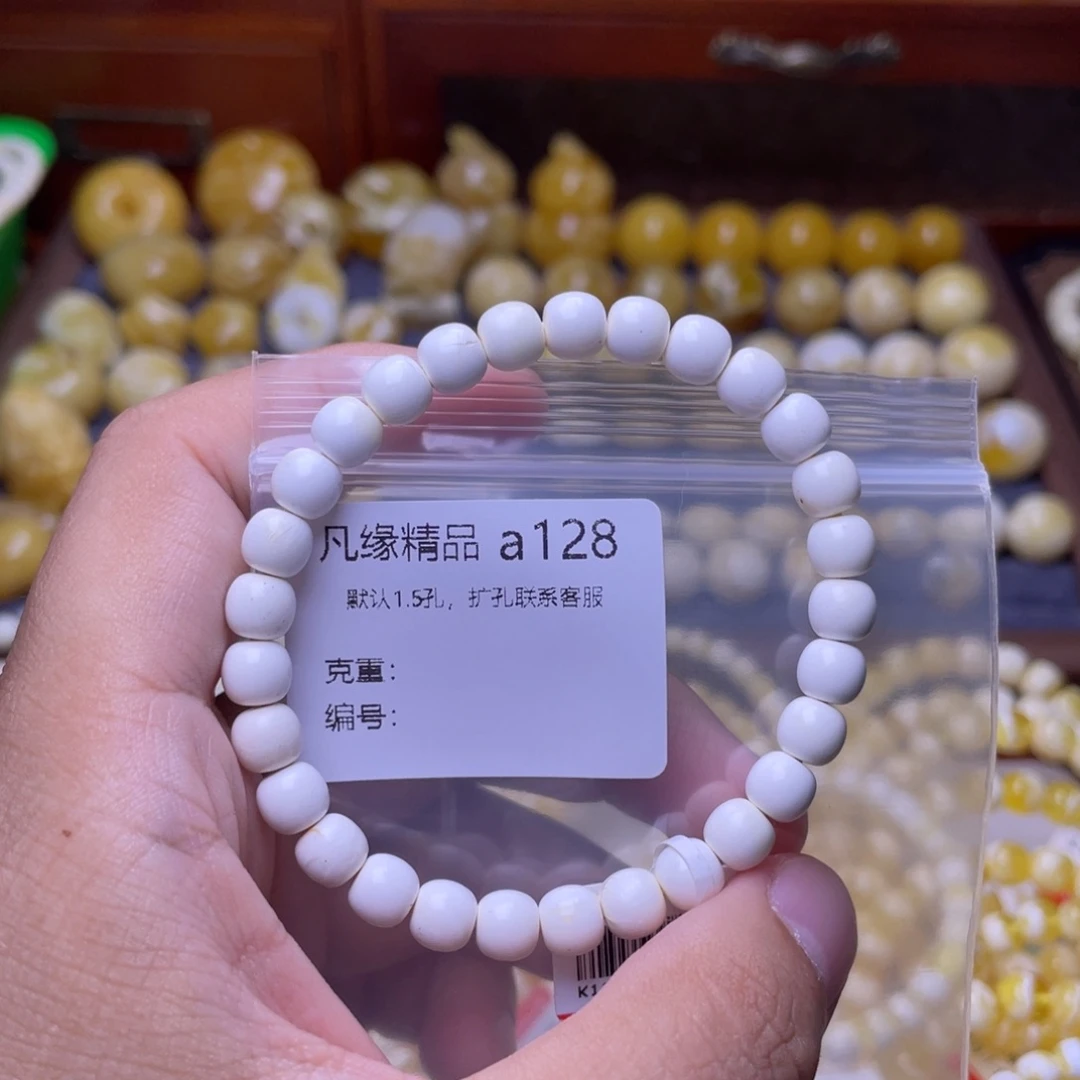 凡缘精品 a128
默认1.5孔，扩孔联系客服
克重：
编号：